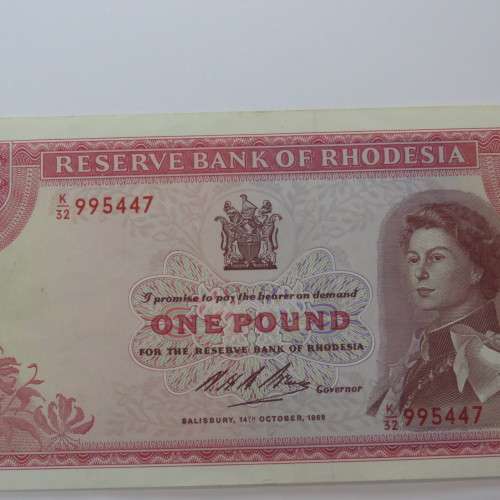 RESERVE BANK OF RHODESIA
K/32 995447
I promise to pay the bearer on demand
ONE POUND
FOR THE RESERVE BANK OF RHODESIA
Governor
SALISBURY, 14TH OCTOBER, 1968
K/32 995447